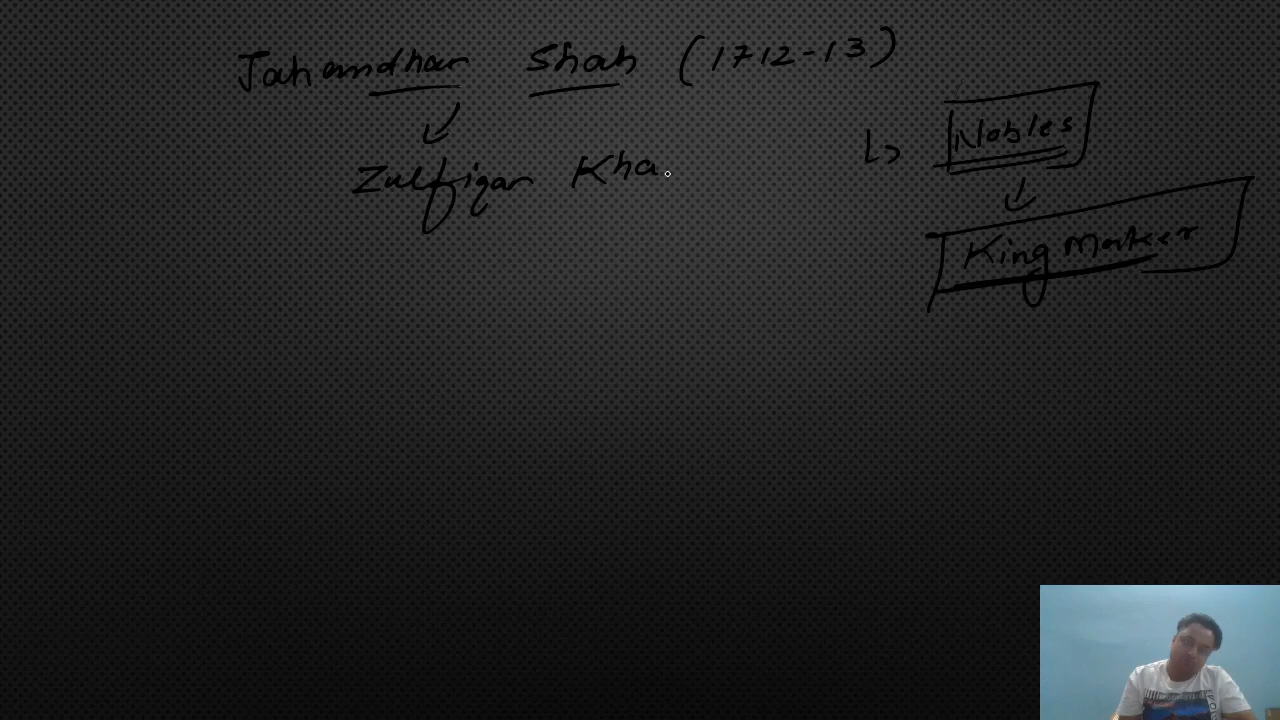 Jahandhar Shah (1712-13)
↳ Nobles
Zulfiqar Kha
King Maker